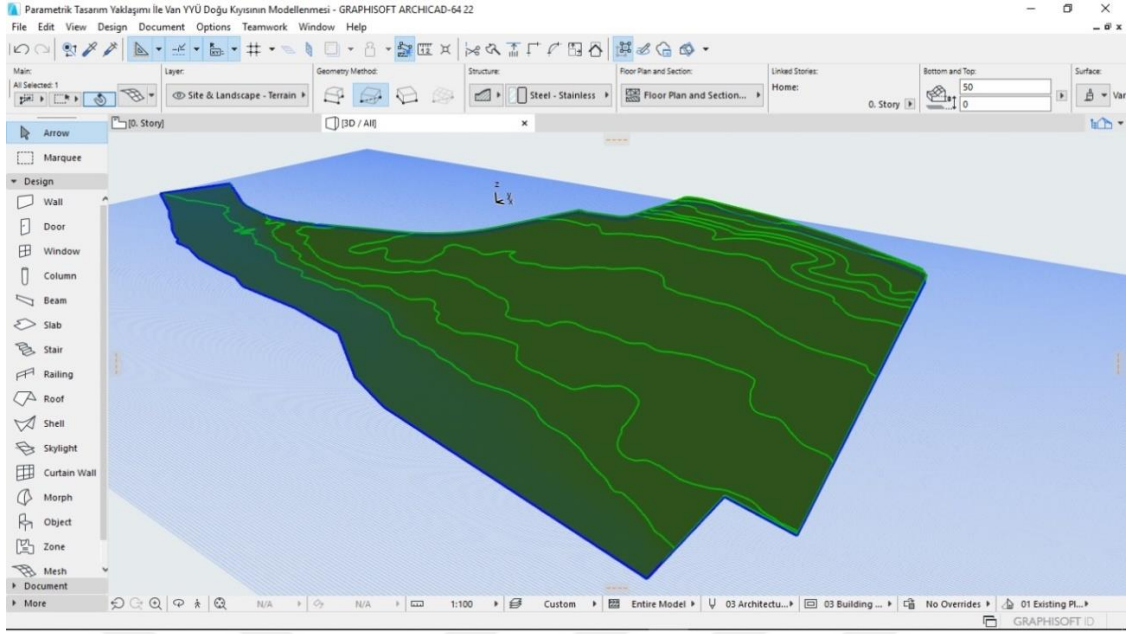 Parametrik Tasarım Yaklaşımı İle Van YYÜ Doğu Kıyısının Modellenmesi - GRAPHISOFT ARCHICAD-64 22
File Edit View Design Document Options Teamwork Window Help
Main: Layer: Geometry Method: Structure: Floor Plan and Section: Linked Stories: Bottom and Top: Surface:
All Selected: 1
Site & Landscape - Terrain
Steel - Stainless
Floor Plan and Section...
Home:
0. Story
50
0
Var
[0. Story]
[3D / All]
Arrow
Marquee
Design
Wall
Door
Window
Column
Beam
Slab
Stair
Railing
Roof
Shell
Skylight
Curtain Wall
Morph
Object
Zone
Mesh
Document
More
z
y
x
N/A N/A 1:100 Custom Entire Model 03 Architectu... 03 Building ... No Overrides 01 Existing Pl...
GRAPHISOFT ID